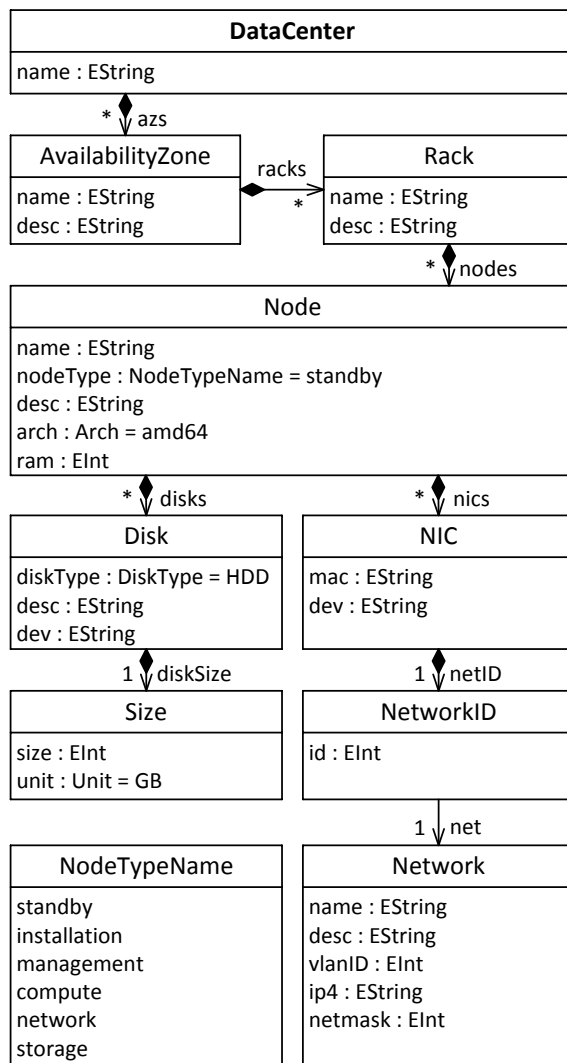 DataCenter
name : EString
* azs
AvailabilityZone
name : EString
desc : EString
racks
*
Rack
name : EString
desc : EString
* nodes
Node
name : EString
nodeType : NodeTypeName = standby
desc : EString
arch : Arch = amd64
ram : EInt
* disks
* nics
Disk
diskType : DiskType = HDD
desc : EString
dev : EString
NIC
mac : EString
dev : EString
1 diskSize
1 netID
Size
size : EInt
unit : Unit = GB
NetworkID
id : EInt
1 net
NodeTypeName
standby
installation
management
compute
network
storage
Network
name : EString
desc : EString
vlanID : EInt
ip4 : EString
netmask : EInt